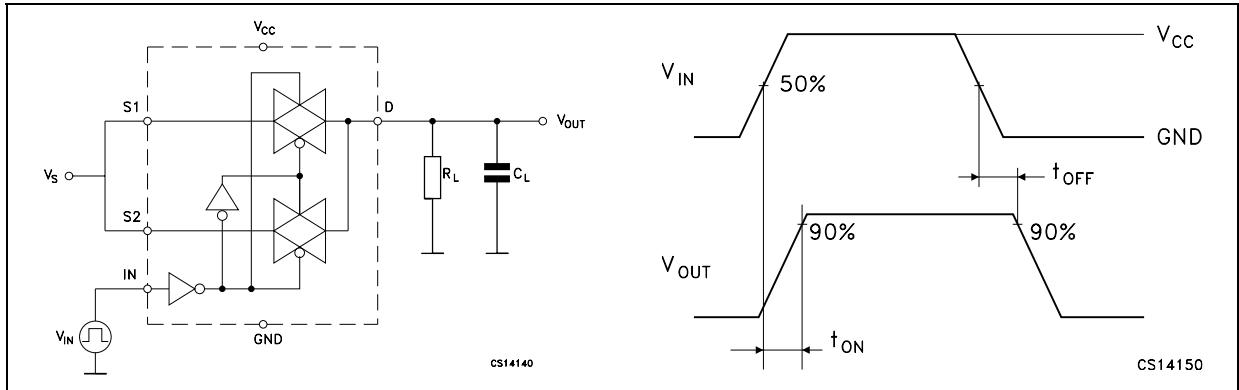 VCC
S1
D
VOUT
VS
RL
CL
S2
IN
VIN
GND
CS14140
VCC
VIN
50%
GND
tOFF
90%
90%
VOUT
tON
CS14150